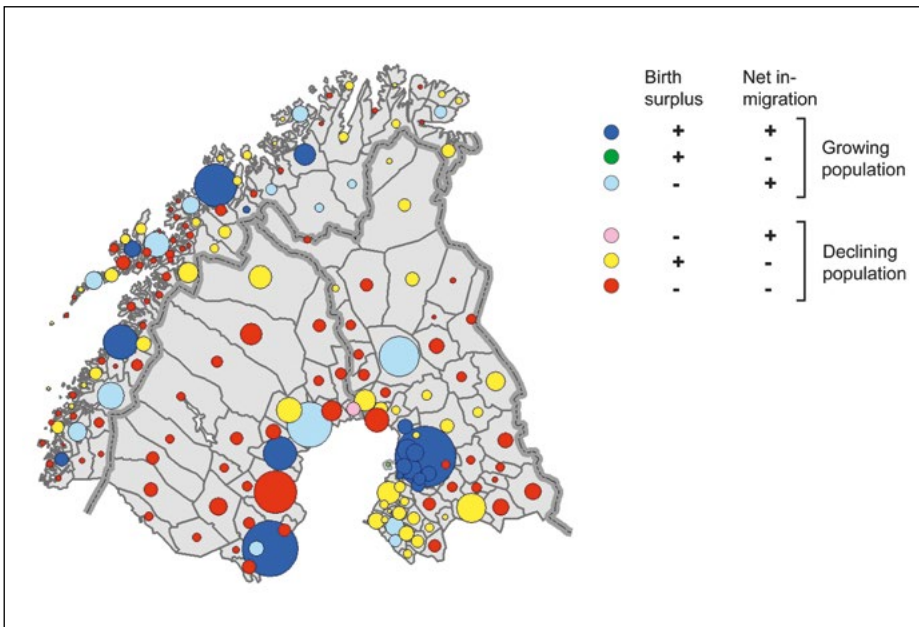 Birth surplus
Net in-migration
+ +
+ -
- +
Growing population
- +
+ -
- -
Declining population